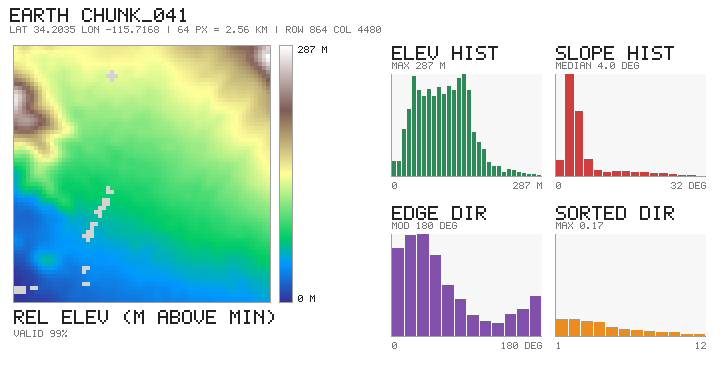 EARTH CHUNK_041
LAT 34.2035 LON -115.7168 | 64 PX = 2.56 KM | ROW 864 COL 4480
287 M
0 M
REL ELEV (M ABOVE MIN)
VALID 99%
ELEV HIST
MAX 287 M
0 287 M
SLOPE HIST
MEDIAN 4.0 DEG
0 32 DEG
EDGE DIR
MOD 180 DEG
0 180 DEG
SORTED DIR
MAX 0.17
1 12